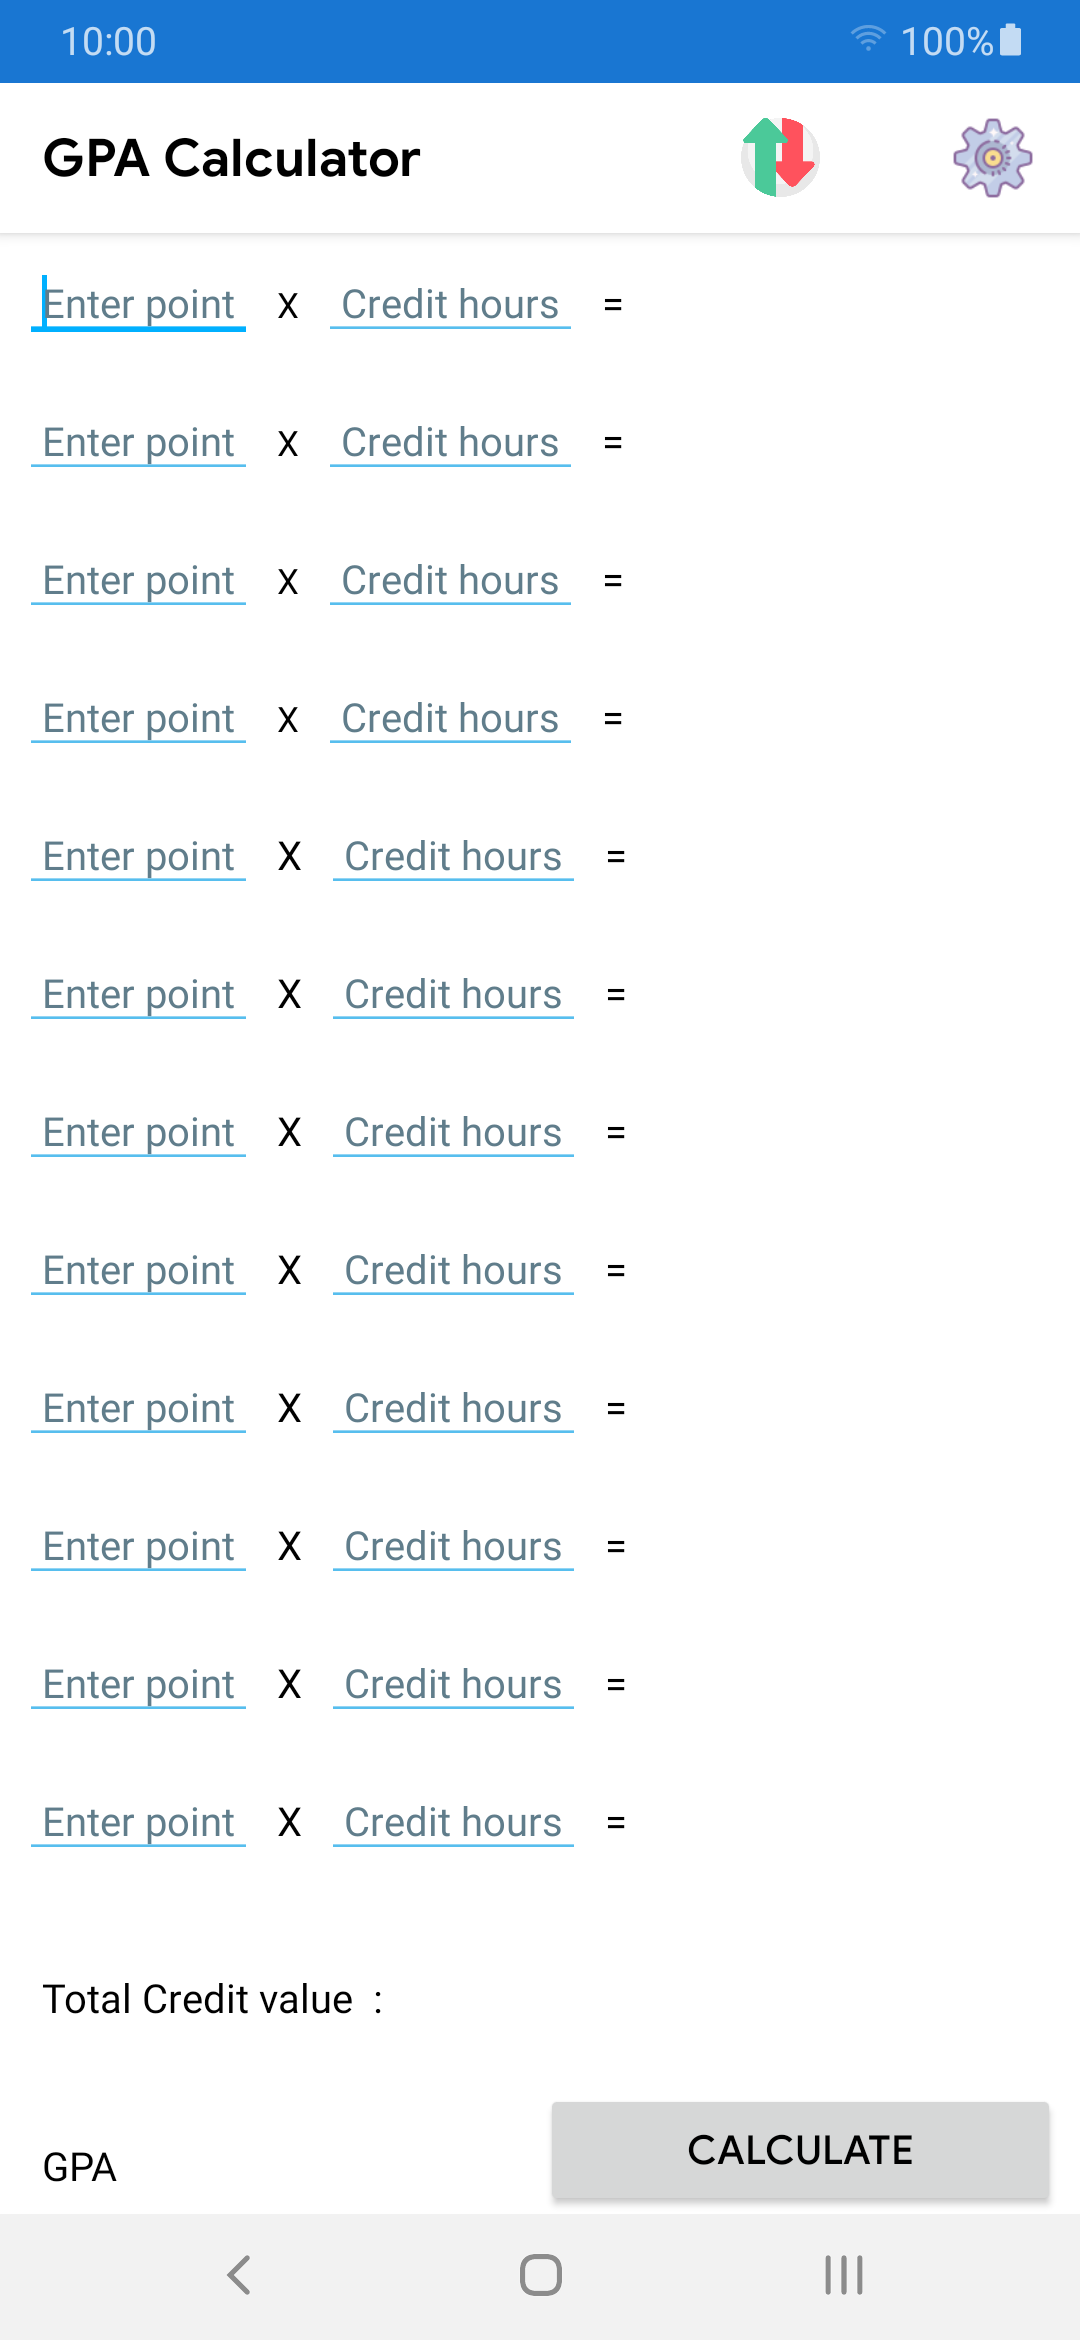 10:00 100%
GPA Calculator
Enter point x Credit hours =
Enter point x Credit hours =
Enter point x Credit hours =
Enter point x Credit hours =
Enter point X Credit hours =
Enter point X Credit hours =
Enter point X Credit hours =
Enter point X Credit hours =
Enter point X Credit hours =
Enter point X Credit hours =
Enter point X Credit hours =
Enter point X Credit hours =
Total Credit value :
CALCULATE
GPA